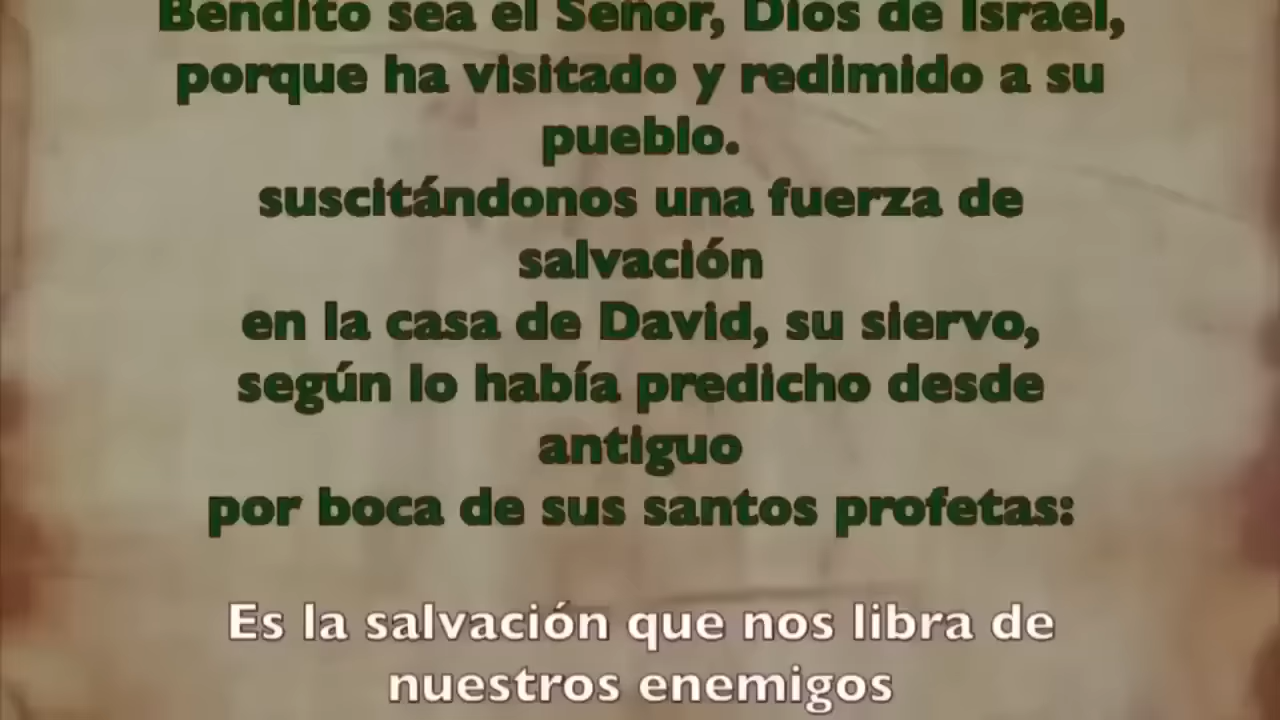 Bendito sea el Señor, Dios de Israel,
porque ha visitado y redimido a su
pueblo.
suscitándonos una fuerza de
salvación
en la casa de David, su siervo,
según lo había predicho desde
antiguo
por boca de sus santos profetas:
Es la salvación que nos libra de
nuestros enemigos